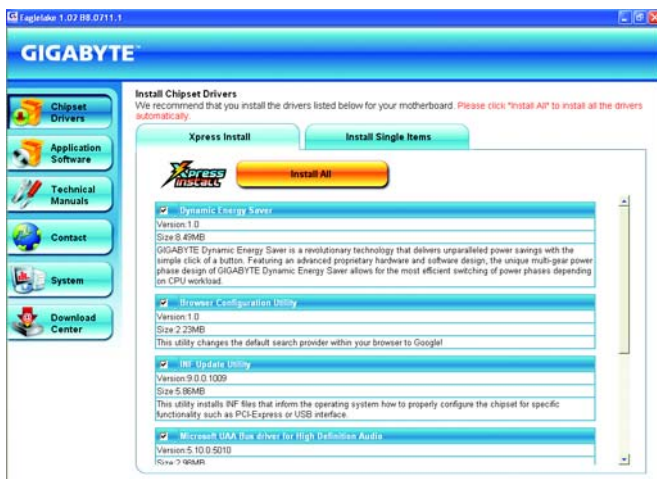 Eaglelake 1.02 B8.0711.1
GIGABYTE™
Chipset
Drivers
Application
Software
Technical
Manuals
Contact
System
Download
Center
Install Chipset Drivers
We recommend that you install the drivers listed below for your motherboard. Please click "Install All" to install all the drivers
automatically.
Xpress Install
Install Single Items
Xpress
Install
Install All
Dynamic Energy Saver
Version:1.0
Size:8.49MB
GIGABYTE Dynamic Energy Saver is a revolutionary technology that delivers unparalleled power savings with the
simple click of a button. Featuring an advanced proprietary hardware and software design, the unique multi-gear power
phase design of GIGABYTE Dynamic Energy Saver allows for the most efficient switching of power phases depending
on CPU workload.
Browser Configuration Utility
Version:1.0
Size:2.23MB
This utility changes the default search provider within your browser to Google!
INF Update Utility
Version:9.0.0.1009
Size:5.86MB
This utility installs INF files that inform the operating system how to properly configure the chipset for specific
functionality such as PCI-Express or USB interface.
Microsoft UAA Bus driver for High Definition Audio
Version:5.10.0.5010
Size:2.98MB